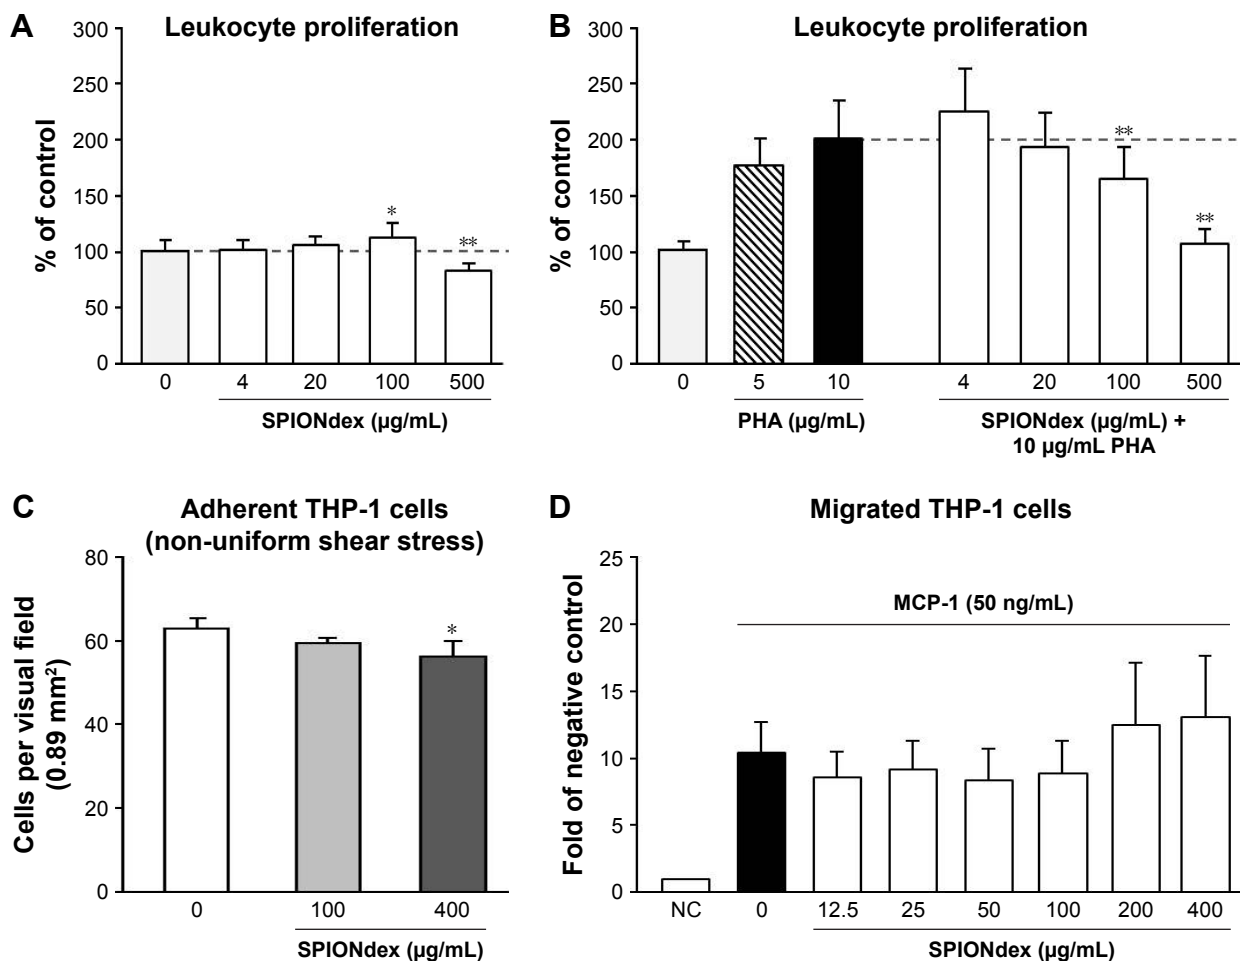 A
Leukocyte proliferation
% of control
300
250
200
150
100
50
0
*
**
0 4 20 100 500
SPIONdex (µg/mL)
B
Leukocyte proliferation
% of control
300
250
200
150
100
50
0
**
**
0 5 10 4 20 100 500
PHA (µg/mL)
SPIONdex (µg/mL) +
10 µg/mL PHA
C
Adherent THP-1 cells
(non-uniform shear stress)
Cells per visual field
(0.89 mm²)
80
60
40
20
0
*
0 100 400
SPIONdex (µg/mL)
D
Migrated THP-1 cells
Fold of negative control
25
20
15
10
5
0
MCP-1 (50 ng/mL)
NC 0 12.5 25 50 100 200 400
SPIONdex (µg/mL)